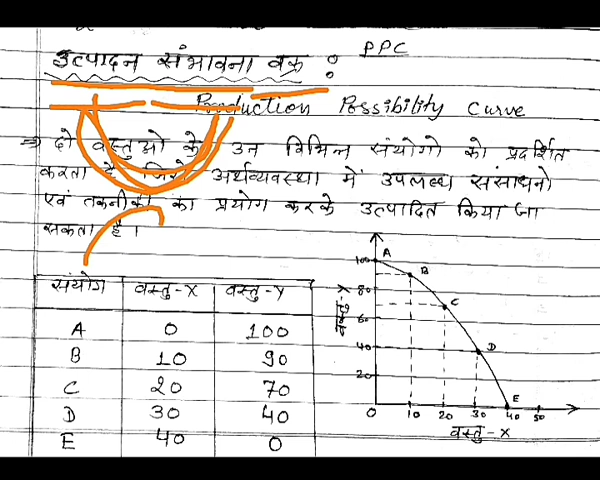 उत्पादन संभावना वक्र : PPC
Production Possibility Curve
⇒ दो वस्तुओ के उन विभिन्न संयोगो को प्रदर्शित
करता है जिसे अर्थव्यवस्था में उपलब्ध संसाधनो
एवं तकनीकी का प्रयोग करके उत्पादित किया जा
सकता है।
संयोग वस्तु-X वस्तु-Y
A 0 100
B 10 90
C 20 70
D 30 40
E 40 0
100
80
60
40
20
0 10 20 30 40 50
A
B
C
D
E
वस्तु-X